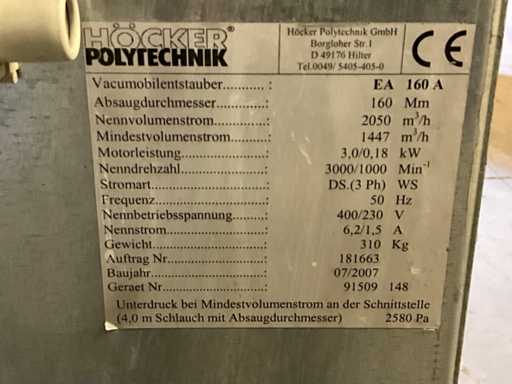 HÖCKER
POLYTECHNIK
Höcker Polytechnik GmbH
Borgloher Str.1
D 49176 Hilter
Tel.0049/ 5405-405-0
CE
Vacumobilentstauber........... : EA 160 A
Absaugdurchmesser..........: 160 Mm
Nennvolumenstrom...........: 2050 m³/h
Mindestvolumenstrom.......: 1447 m³/h
Motorleistung.....................: 3,0/0,18 kW
Nenndrehzahl.....................: 3000/1000 Min⁻¹
Stromart..............................: DS.(3 Ph) WS
Frequenz.............................: 50 Hz
Nennbetriebsspannung.......: 400/230 V
Nennstrom..........................: 6,2/1,5 A
Gewicht..............................: 310 Kg
Auftrag Nr..........................: 181663
Baujahr...............................: 07/2007
Geraet Nr............................: 91509 148
Unterdruck bei Mindestvolumenstrom an der Schnittstelle
(4,0 m Schlauch mit Absaugdurchmesser) 2580 Pa